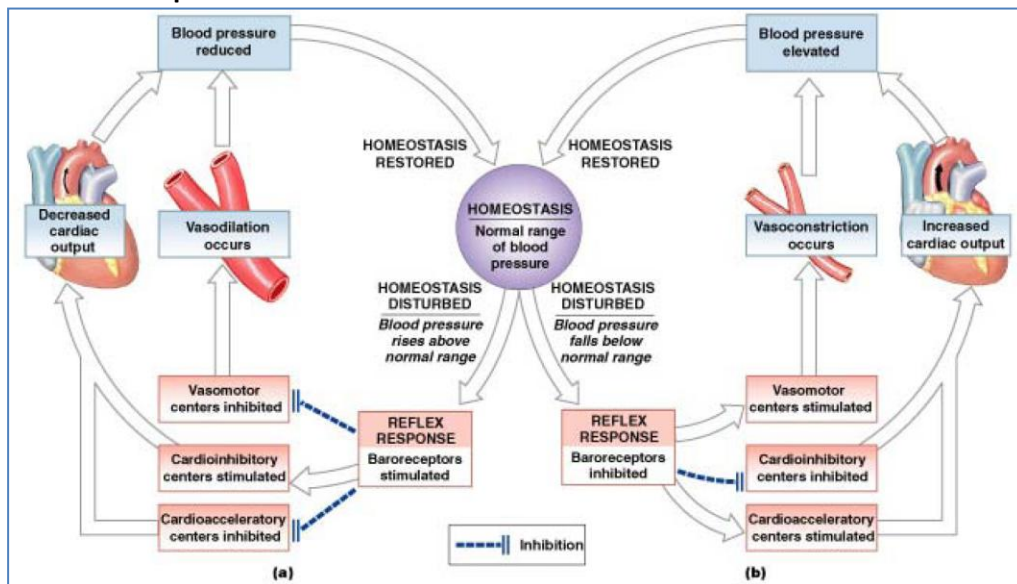 Blood pressure
reduced
Blood pressure
elevated
HOMEOSTASIS
RESTORED
HOMEOSTASIS
RESTORED
Decreased
cardiac
output
Vasodilation
occurs
HOMEOSTASIS
Normal range
of blood
pressure
Vasoconstriction
occurs
Increased
cardiac output
HOMEOSTASIS
DISTURBED
Blood pressure
rises above
normal range
HOMEOSTASIS
DISTURBED
Blood pressure
falls below
normal range
Vasomotor
centers inhibited
Cardioinhibitory
centers stimulated
Cardioacceleratory
centers inhibited
REFLEX
RESPONSE
Baroreceptors
stimulated
REFLEX
RESPONSE
Baroreceptors
inhibited
Vasomotor
centers stimulated
Cardioinhibitory
centers inhibited
Cardioacceleratory
centers stimulated
Inhibition
(a)
(b)